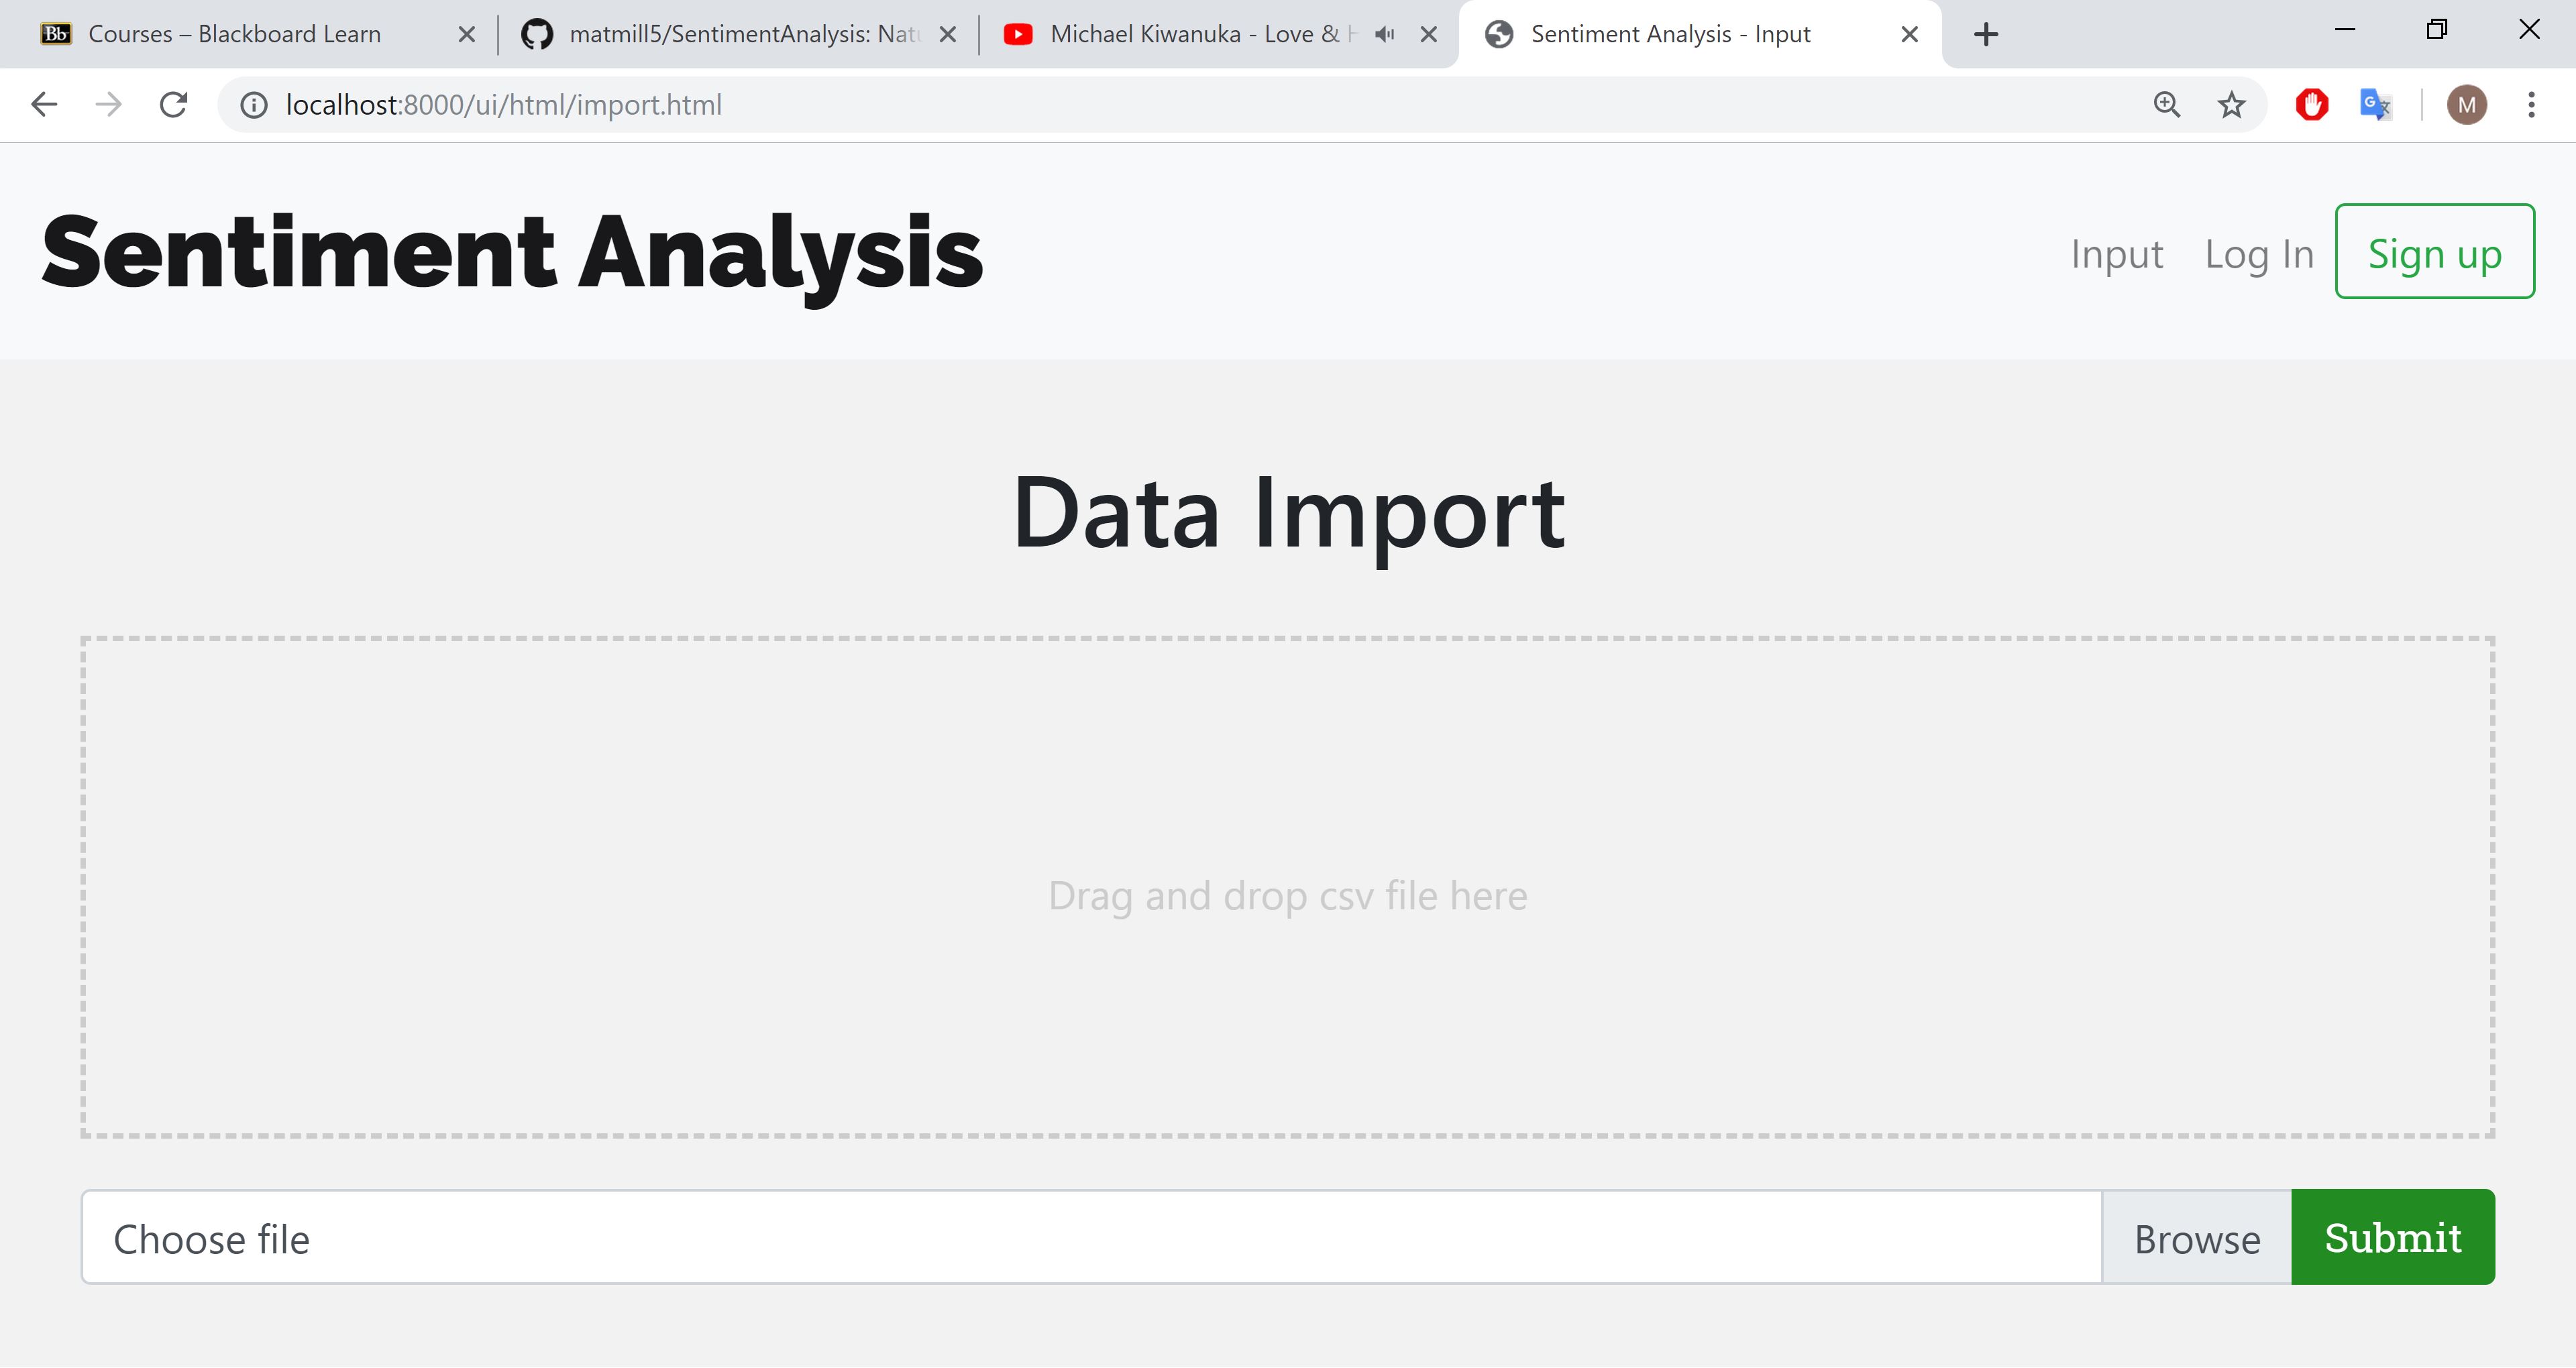 Bb Courses – Blackboard Learn
matmill5/SentimentAnalysis: Natu
Michael Kiwanuka - Love & H
Sentiment Analysis - Input
localhost:8000/ui/html/import.html
G
M
Sentiment Analysis
Input
Log In
Sign up
Data Import
Drag and drop csv file here
Choose file
Browse
Submit